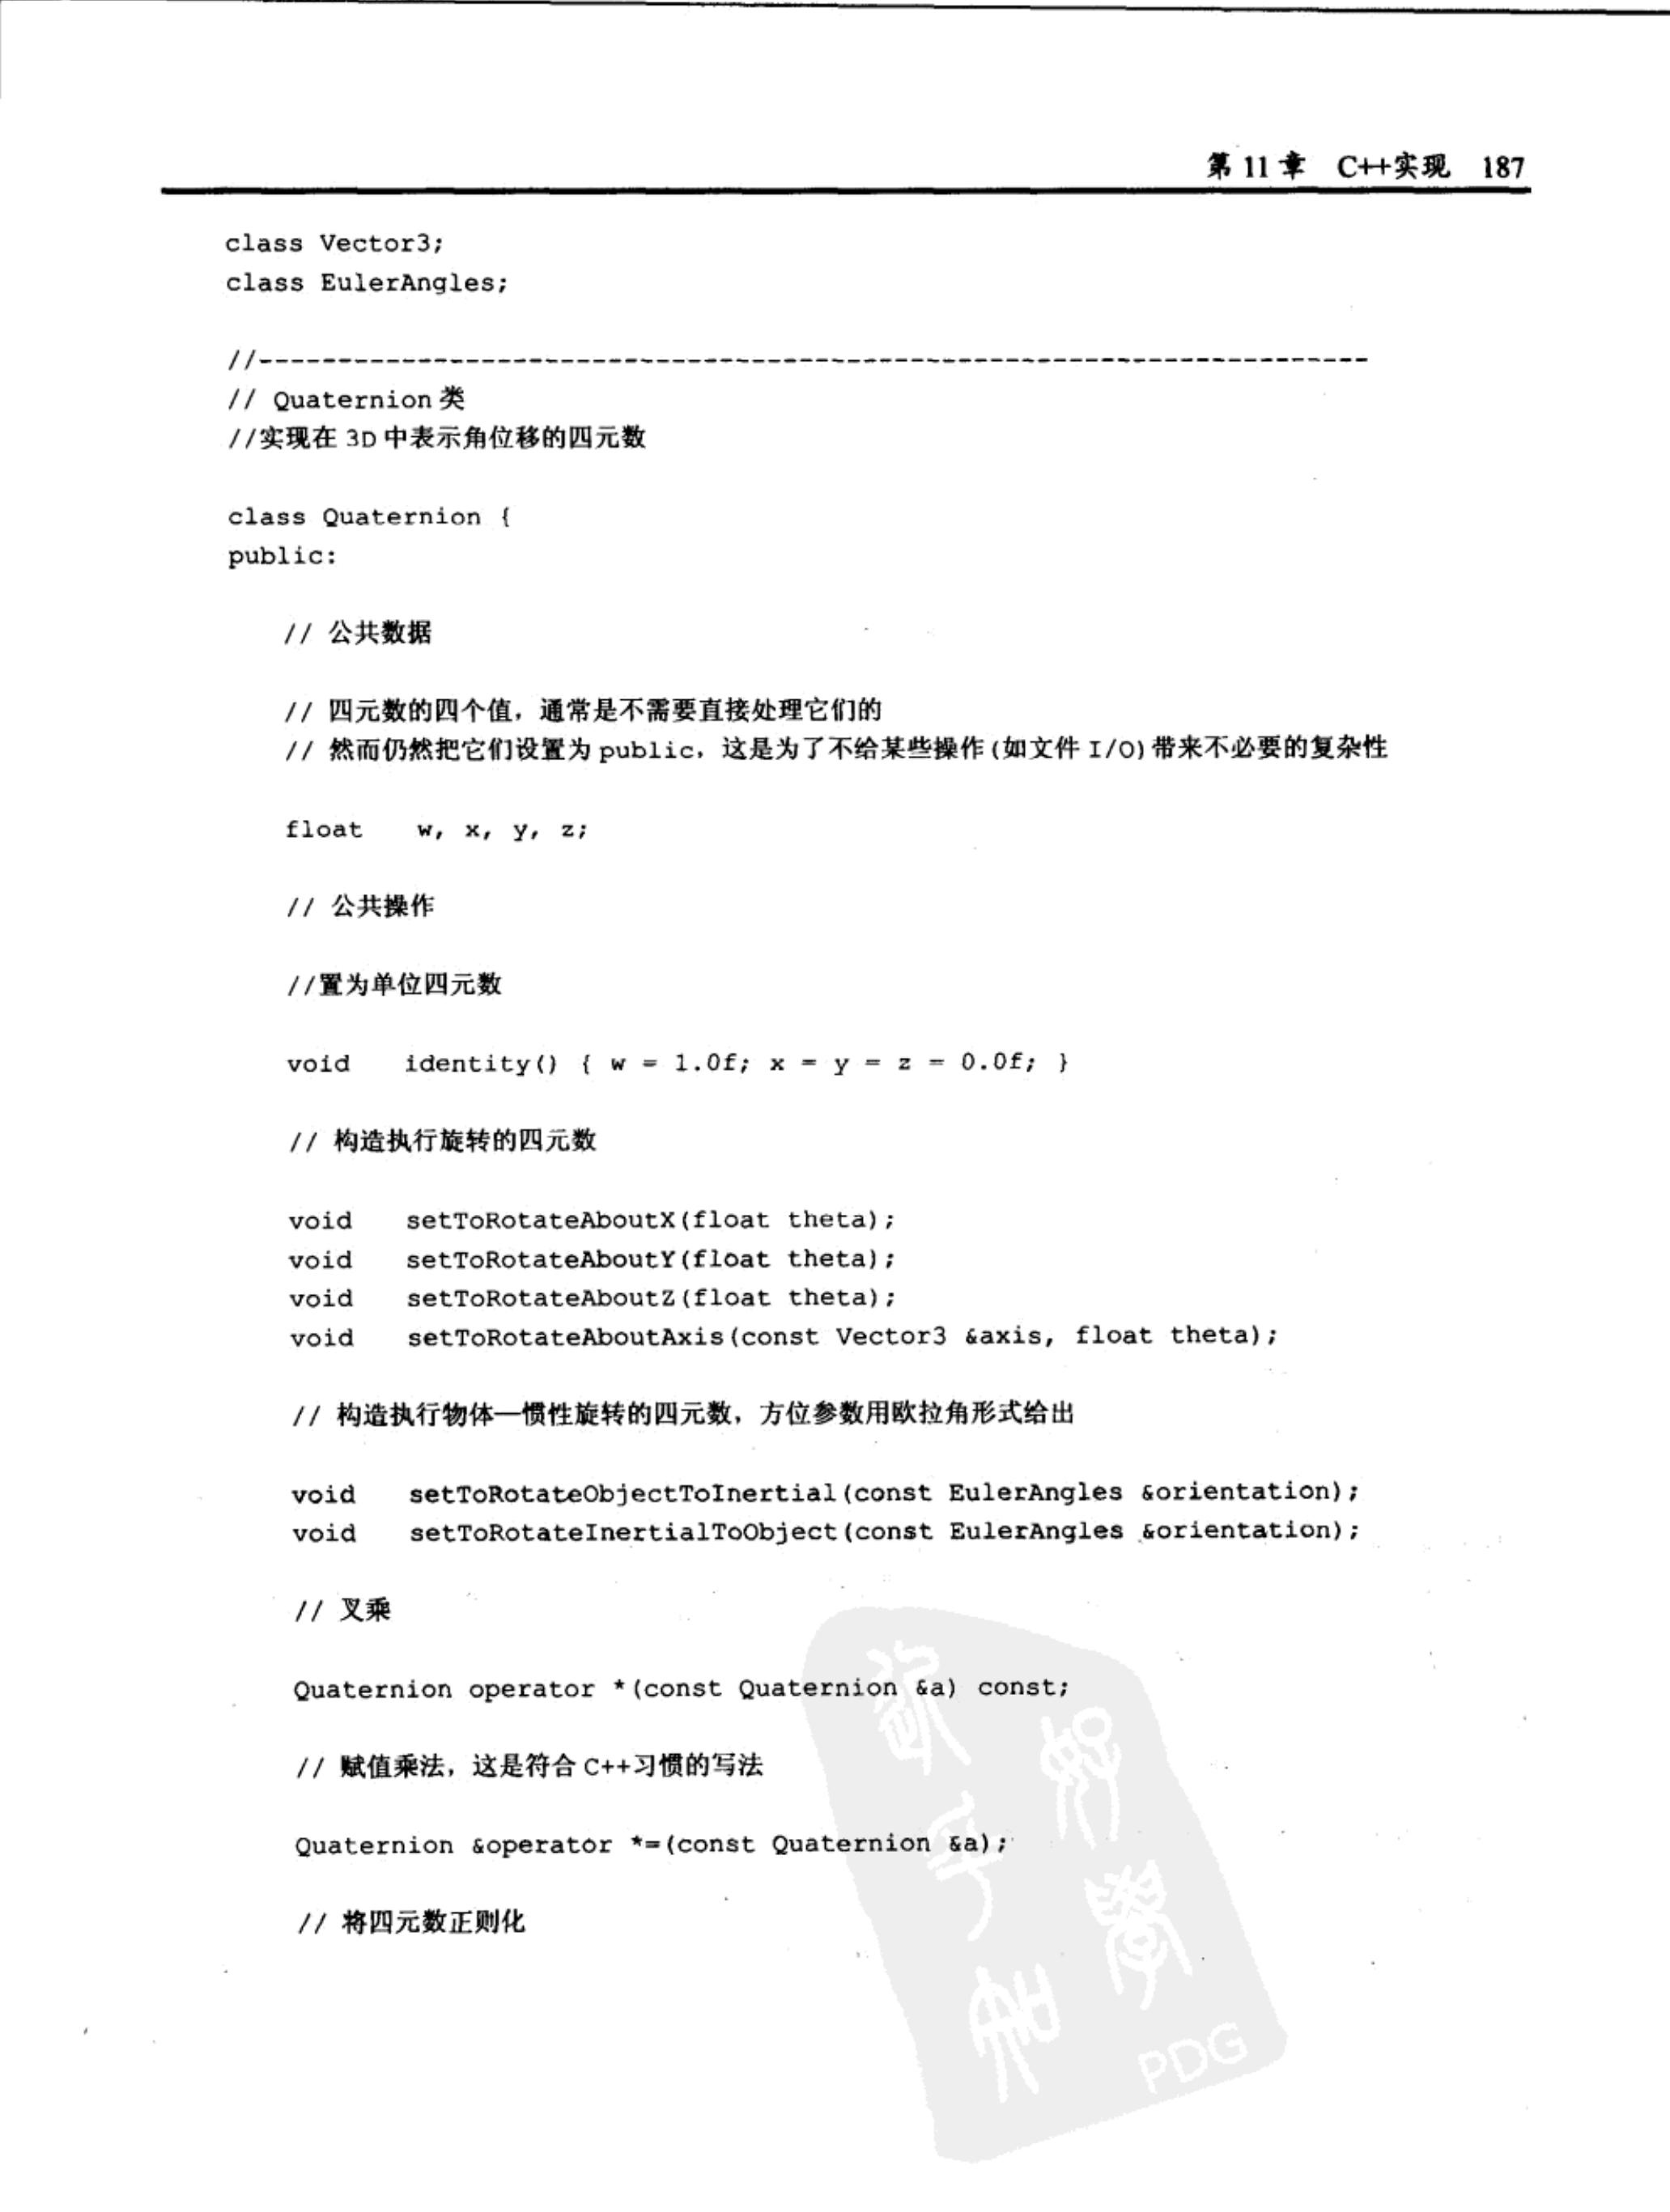 第 11 章 C++实现 187
class Vector3;
class EulerAngles;
//-----------------------------------------------------------------------
// Quaternion 类
//实现在 3D 中表示角位移的四元数
class Quaternion {
public:
// 公共数据
// 四元数的四个值，通常是不需要直接处理它们的
// 然而仍然把它们设置为 public，这是为了不给某些操作(如文件 I/O)带来不必要的复杂性
float w, x, y, z;
// 公共操作
//置为单位四元数
void identity() { w = 1.0f; x = y = z = 0.0f; }
// 构造执行旋转的四元数
void setToRotateAboutX(float theta);
void setToRotateAboutY(float theta);
void setToRotateAboutZ(float theta);
void setToRotateAboutAxis(const Vector3 &axis, float theta);
// 构造执行物体—惯性旋转的四元数，方位参数用欧拉角形式给出
void setToRotateObjectToInertial(const EulerAngles &orientation);
void setToRotateInertialToObject(const EulerAngles &orientation);
// 叉乘
Quaternion operator *(const Quaternion &a) const;
// 赋值乘法，这是符合 C++习惯的写法
Quaternion &operator *=(const Quaternion &a);
// 将四元数正则化
PDG